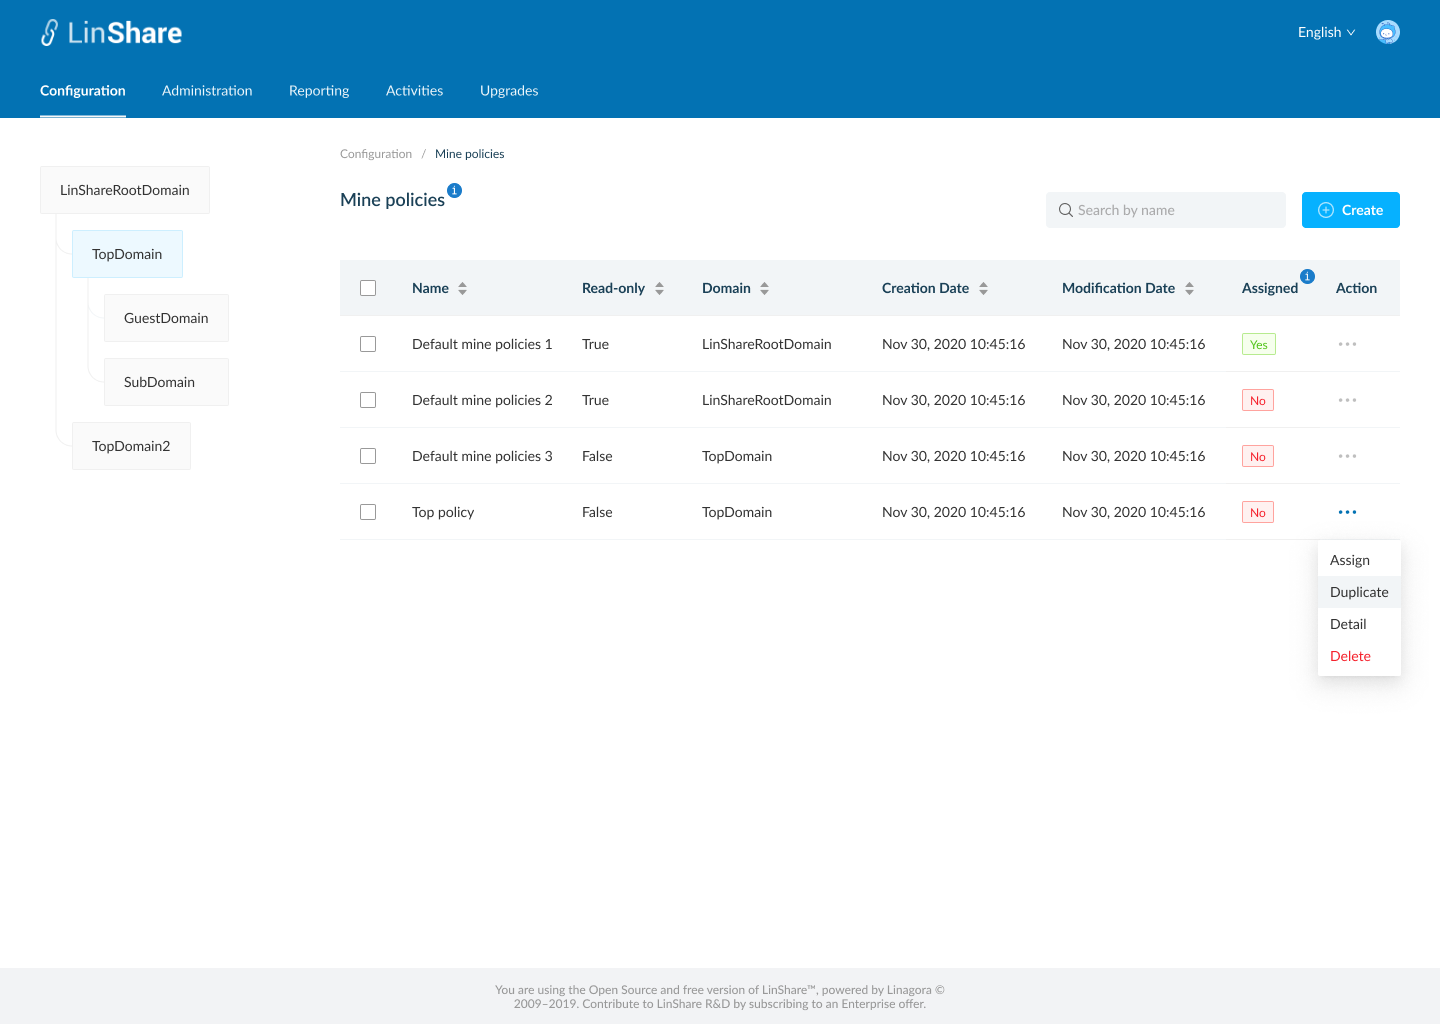 LinShare
English
Configuration Administration Reporting Activities Upgrades
Configuration / Mine policies
LinShareRootDomain
TopDomain
GuestDomain
SubDomain
TopDomain2
Mine policies i
Search by name
Create
Name Read-only Domain Creation Date Modification Date Assigned i Action
Default mine policies 1 True LinShareRootDomain Nov 30, 2020 10:45:16 Nov 30, 2020 10:45:16 Yes
Default mine policies 2 True LinShareRootDomain Nov 30, 2020 10:45:16 Nov 30, 2020 10:45:16 No
Default mine policies 3 False TopDomain Nov 30, 2020 10:45:16 Nov 30, 2020 10:45:16 No
Top policy False TopDomain Nov 30, 2020 10:45:16 Nov 30, 2020 10:45:16 No
Assign
Duplicate
Detail
Delete
You are using the Open Source and free version of LinShare™, powered by Linagora ©
2009–2019. Contribute to LinShare R&D by subscribing to an Enterprise offer.